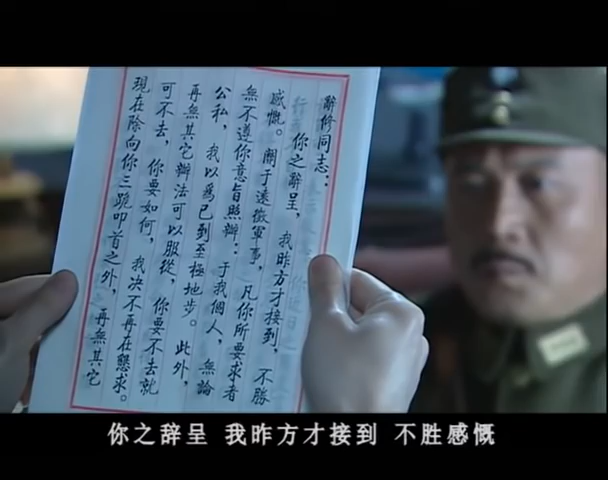 辭修同志：
你之辭呈，我昨方才接到，不勝
感慨。關于遠徵軍事，凡你所要求者
無不遵你意旨照辦；于我個人，無論
公私，我以爲已到至極地步。此外，
再無其它辦法可以服從，你要不去就
可不去，你要如何，我决不再在懇求。
現在除向你三跪叩首之外，再無其它
你之辞呈 我昨方才接到 不胜感慨